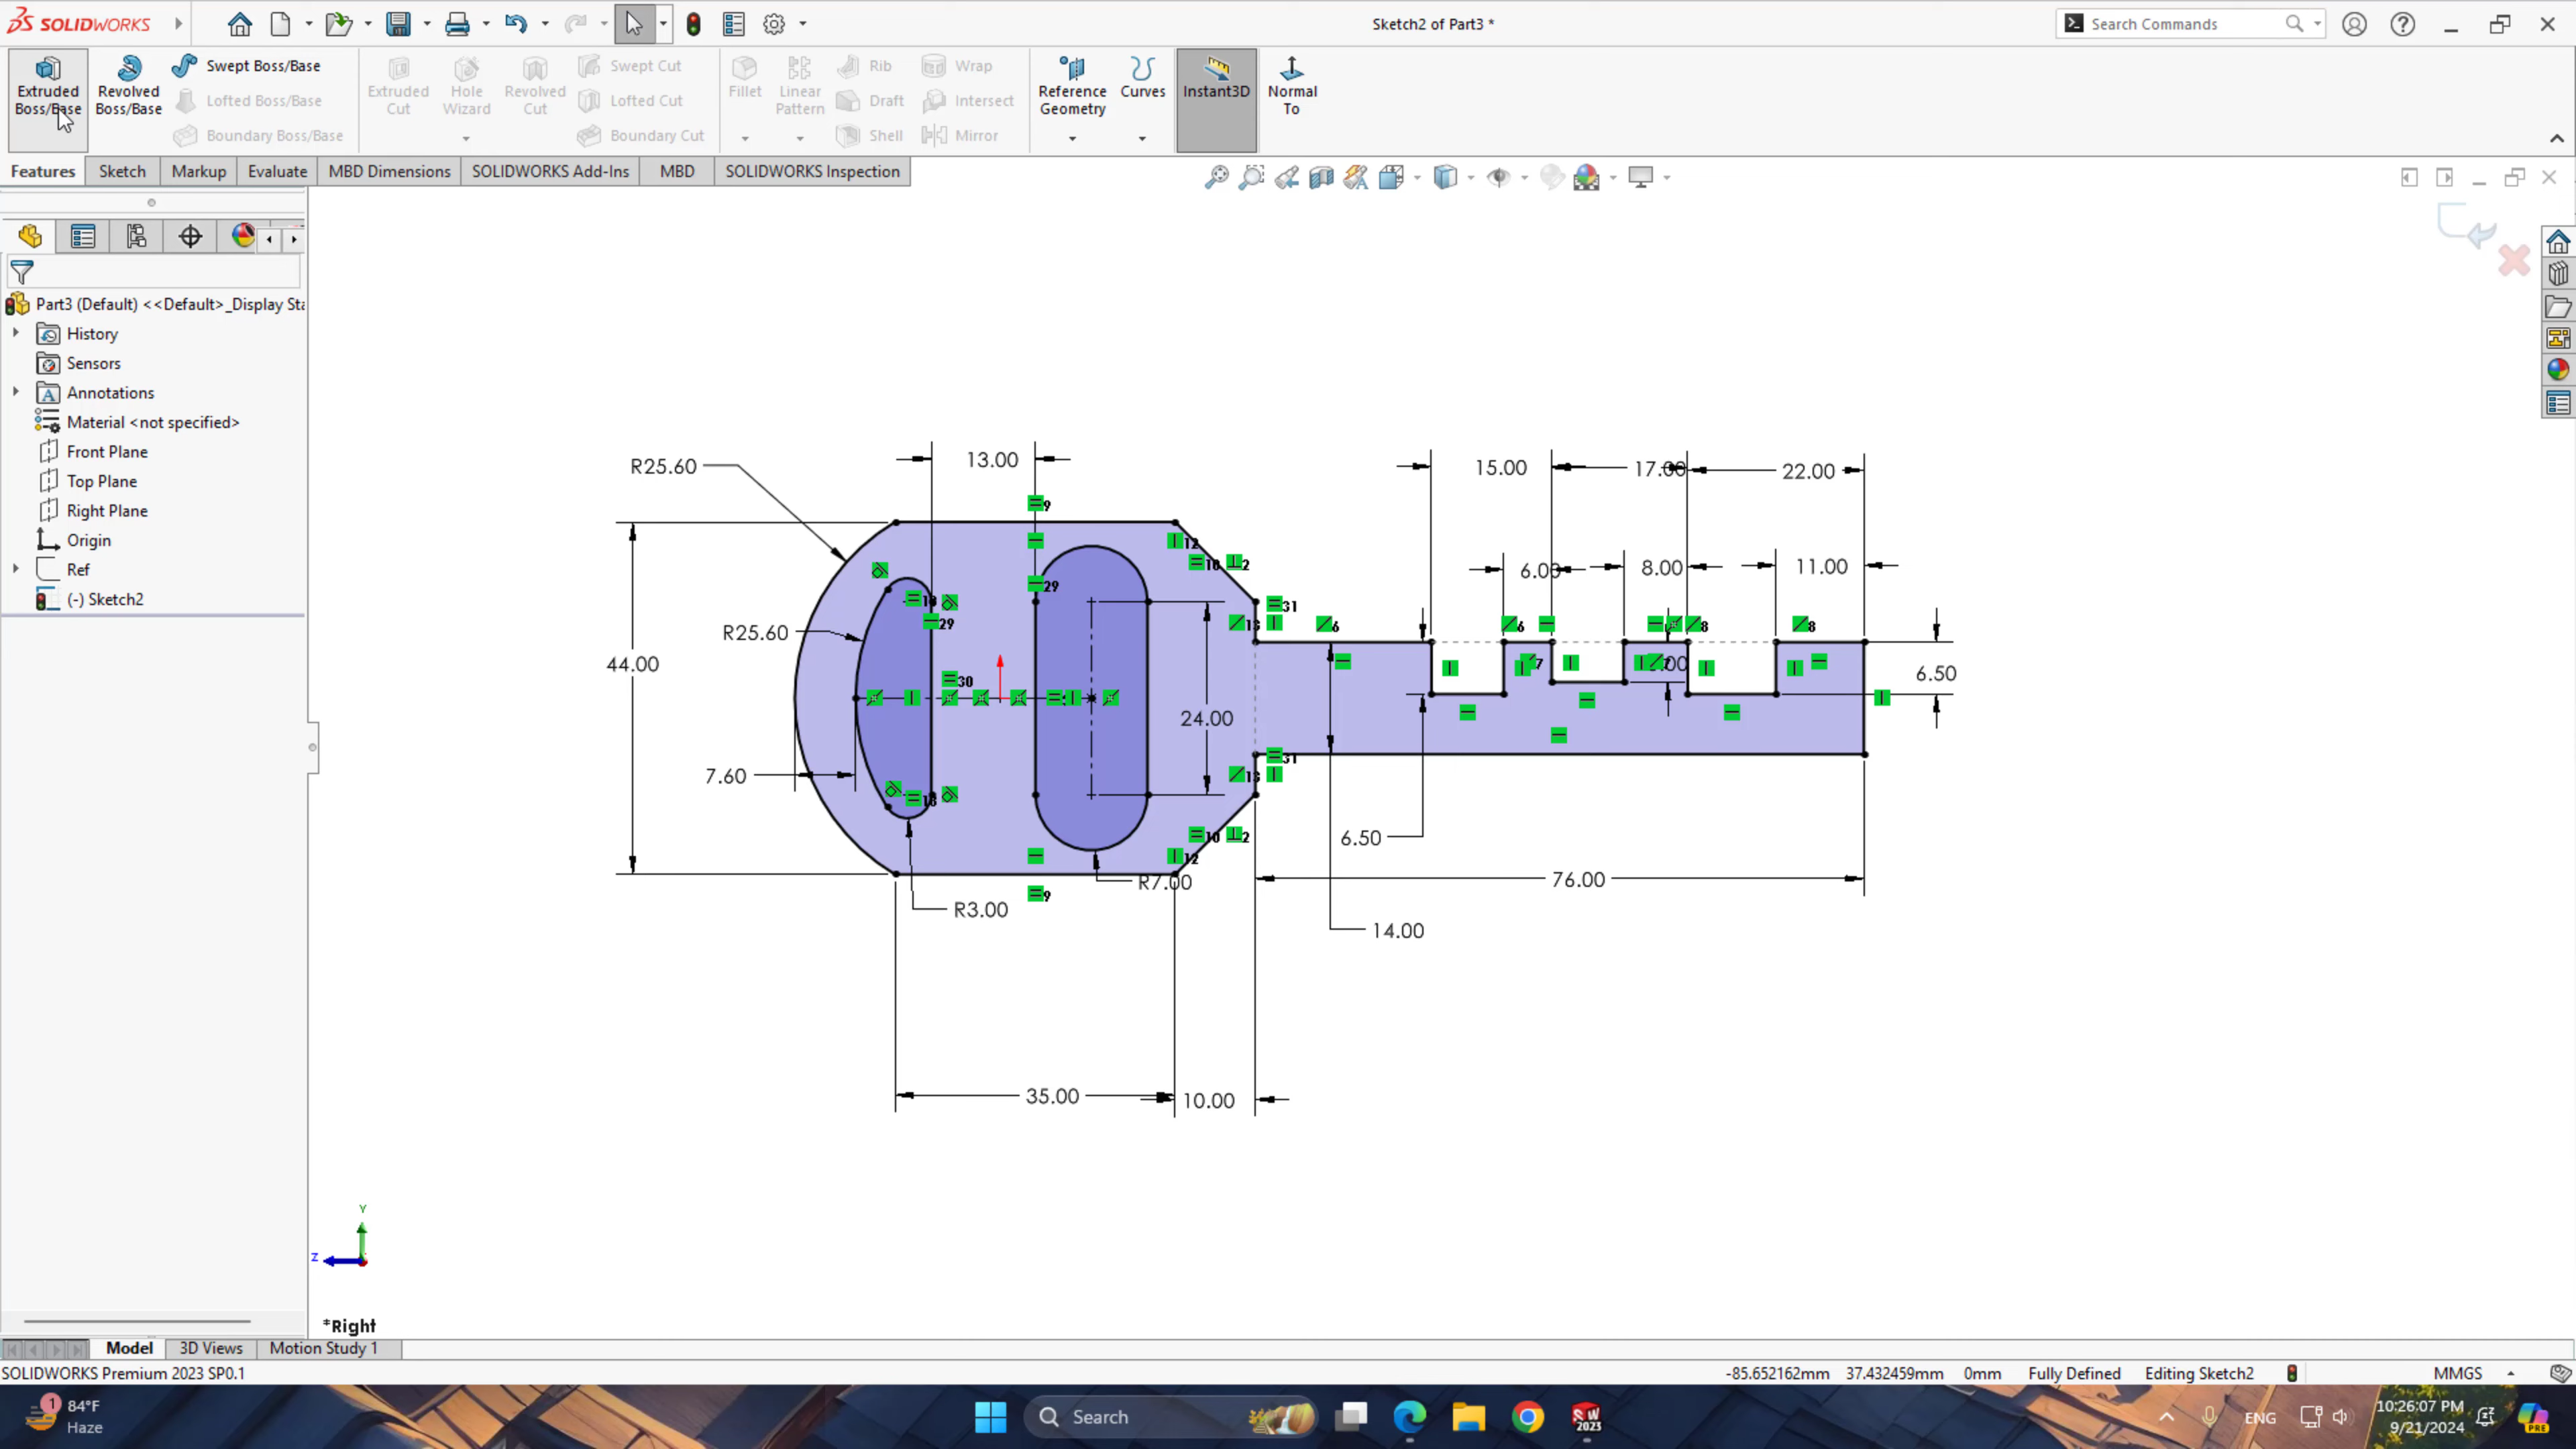 SOLIDWORKS
Sketch2 of Part3 *
Search Commands
Extruded Boss/Base
Revolved Boss/Base
Swept Boss/Base
Lofted Boss/Base
Boundary Boss/Base
Extruded Cut
Hole Wizard
Revolved Cut
Swept Cut
Lofted Cut
Boundary Cut
Fillet
Linear Pattern
Rib
Draft
Shell
Wrap
Intersect
Mirror
Reference Geometry
Curves
Instant3D
Normal To
Features
Sketch
Markup
Evaluate
MBD Dimensions
SOLIDWORKS Add-Ins
MBD
SOLIDWORKS Inspection
Part3 (Default) <<Default>_Display Sta
History
Sensors
Annotations
Material <not specified>
Front Plane
Top Plane
Right Plane
Origin
Ref
(-) Sketch2
R25.60
13.00
15.00
17.00
22.00
6.00
8.00
11.00
R25.60
44.00
6.50
24.00
7.60
6.50
R7.00
R3.00
76.00
14.00
35.00
10.00
Y
Z
*Right
Model
3D Views
Motion Study 1
SOLIDWORKS Premium 2023 SP0.1
-85.652162mm
37.432459mm
0mm
Fully Defined
Editing Sketch2
MMGS
1
84°F
Haze
Search
SW
2023
ENG
10:26:07 PM
9/21/2024
PRE